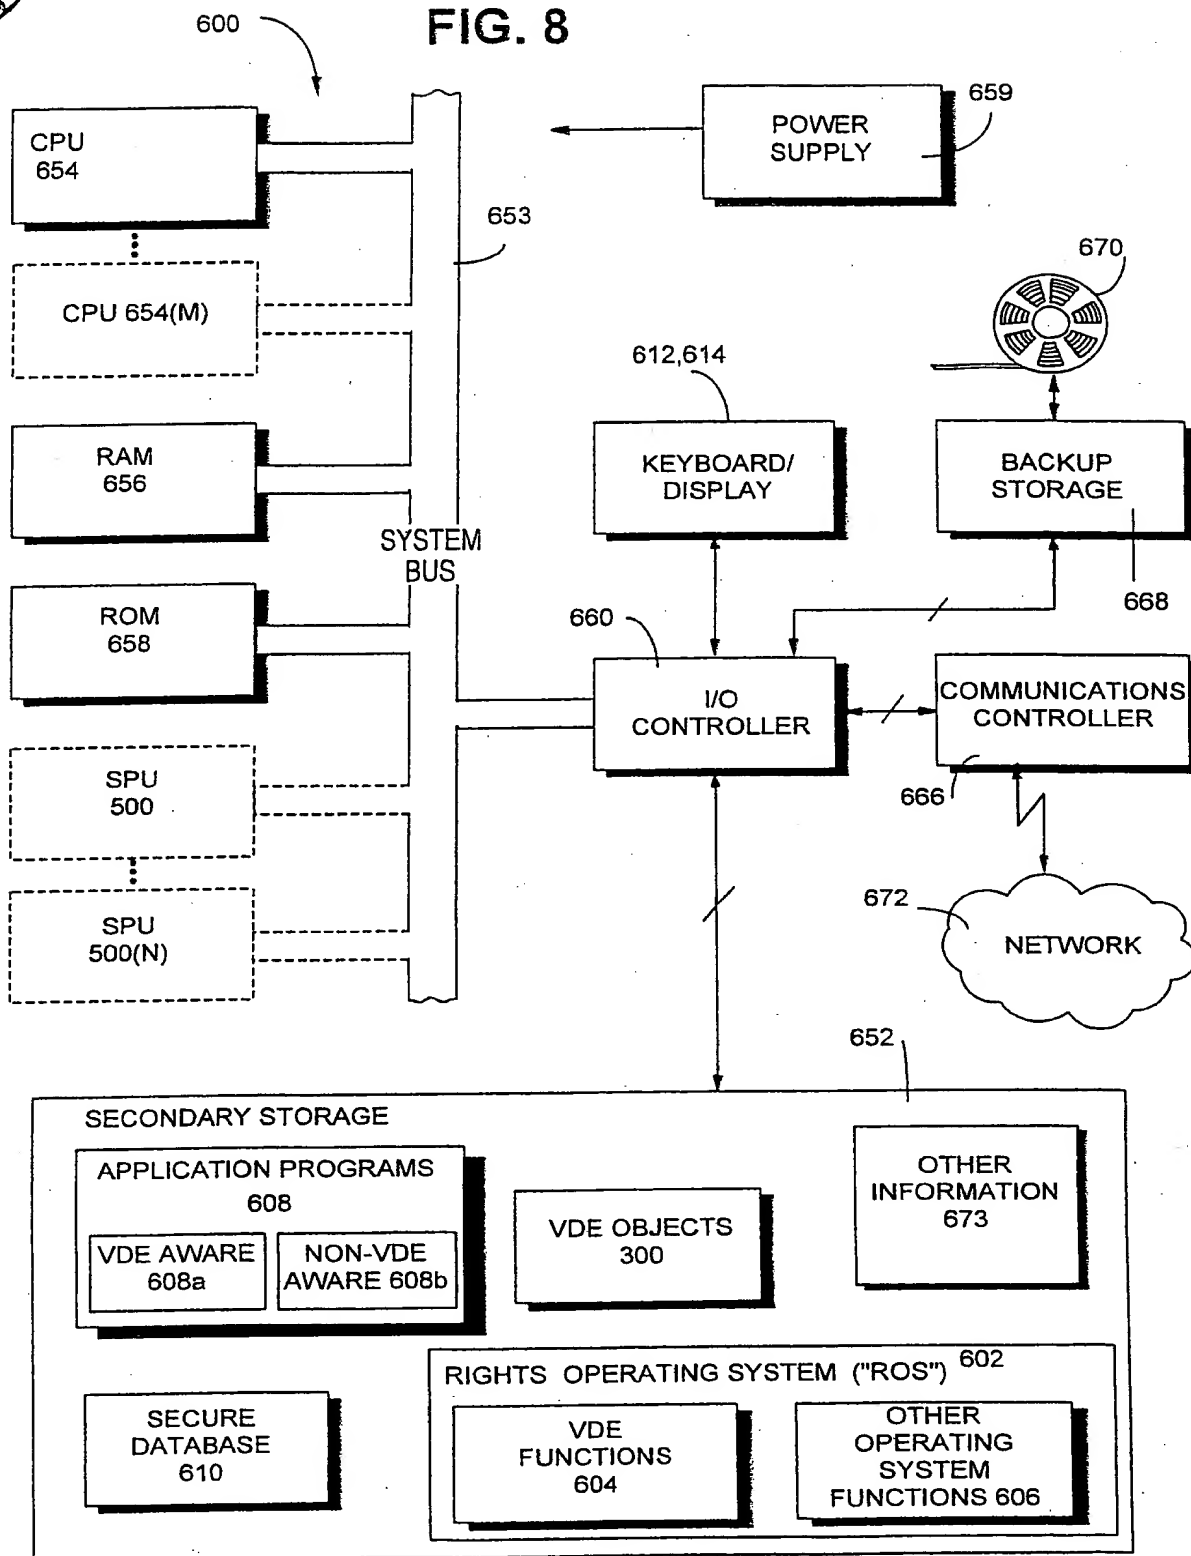 FIG. 8
600
CPU
654
CPU 654(M)
RAM
656
ROM
658
SPU
500
SPU
500(N)
653
SYSTEM
BUS
POWER
SUPPLY
659
670
612,614
KEYBOARD/
DISPLAY
BACKUP
STORAGE
668
660
I/O
CONTROLLER
COMMUNICATIONS
CONTROLLER
666
672
NETWORK
652
SECONDARY STORAGE
APPLICATION PROGRAMS
608
VDE AWARE
608a
NON-VDE
AWARE 608b
VDE OBJECTS
300
OTHER
INFORMATION
673
SECURE
DATABASE
610
RIGHTS OPERATING SYSTEM ("ROS") 602
VDE
FUNCTIONS
604
OTHER
OPERATING
SYSTEM
FUNCTIONS 606